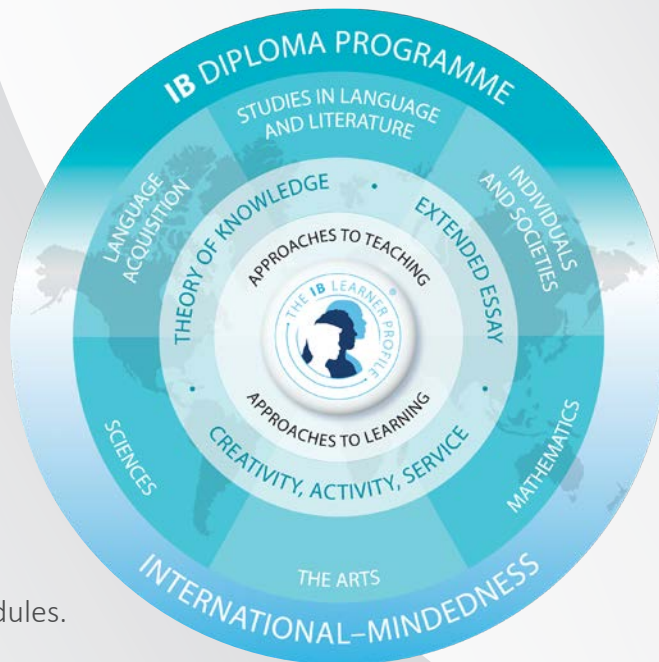 IB DIPLOMA PROGRAMME
STUDIES IN LANGUAGE
AND LITERATURE
LANGUAGE
ACQUISITION
INDIVIDUALS
AND SOCIETIES
THEORY OF KNOWLEDGE
EXTENDED ESSAY
APPROACHES TO TEACHING
THE IB LEARNER PROFILE ®
APPROACHES TO LEARNING
CREATIVITY, ACTIVITY, SERVICE
SCIENCES
MATHEMATICS
THE ARTS
INTERNATIONAL–MINDEDNESS
dules.